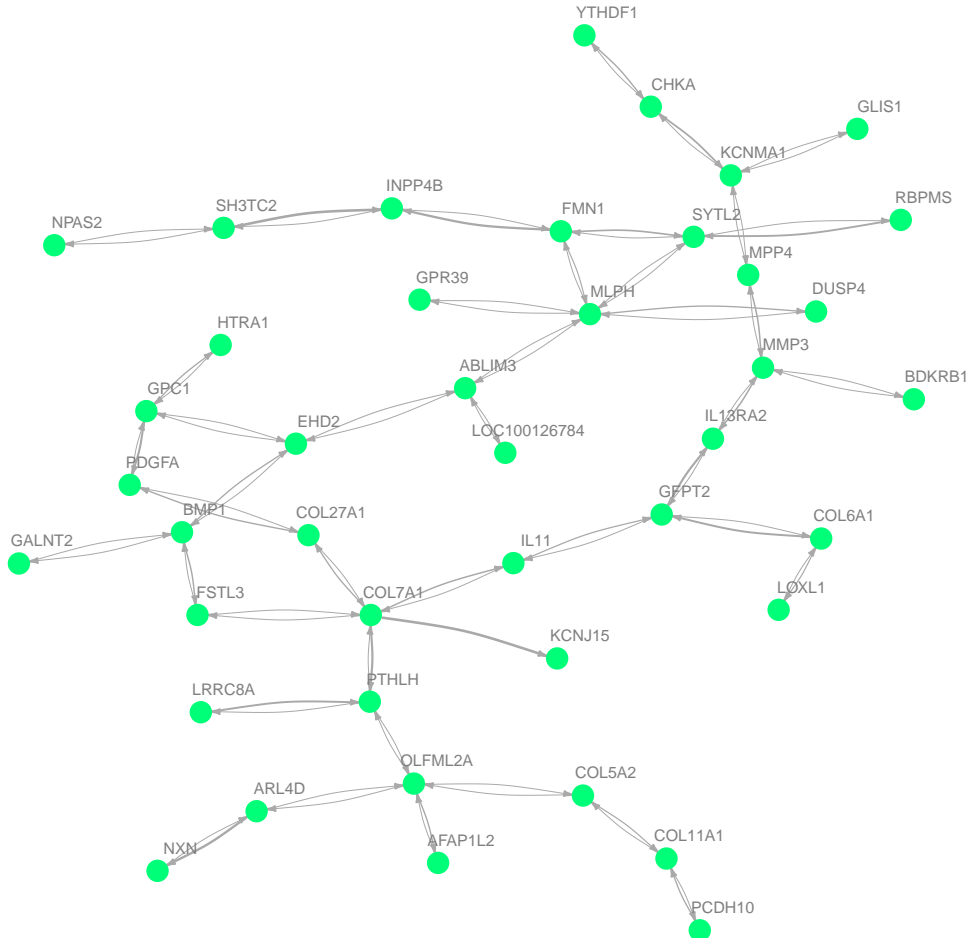 YTHDF1
CHKA
GLIS1
KCNMA1
INPP4B
RBPMS
SH3TC2
FMN1
SYTL2
NPAS2
MPP4
GPR39
MLPH
DUSP4
HTRA1
MMP3
ABLIM3
BDKRB1
GPC1
IL13RA2
EHD2
LOC100126784
PDGFA
GFPT2
BMP1
COL27A1
COL6A1
GALNT2
IL11
FSTL3
COL7A1
LOXL1
KCNJ15
LRRC8A
PTHLH
OLFML2A
COL5A2
ARL4D
AFAP1L2
COL11A1
NXN
PCDH10